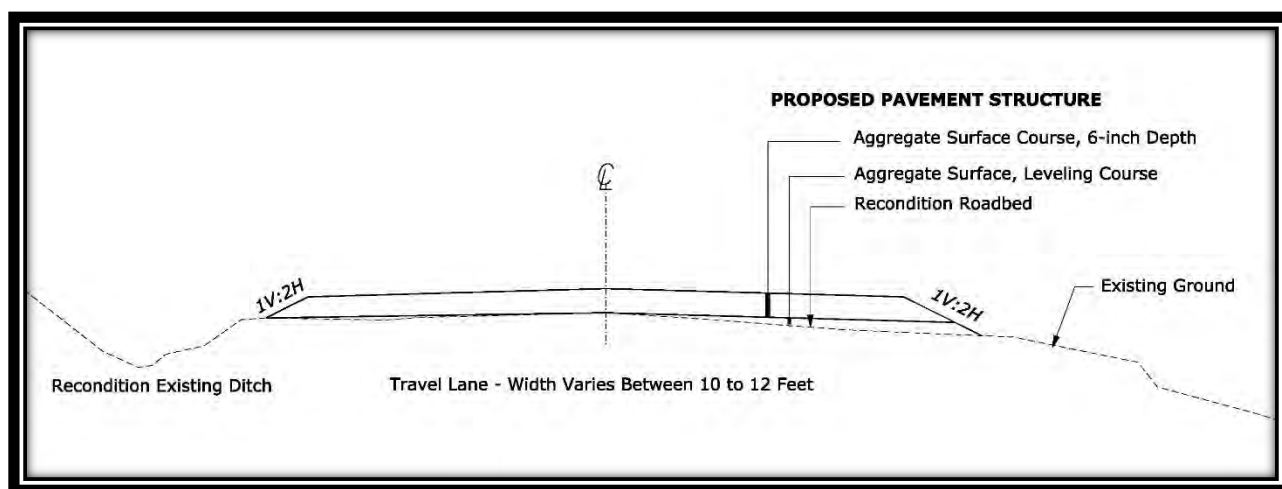 PROPOSED PAVEMENT STRUCTURE
Aggregate Surface Course, 6-inch Depth
Aggregate Surface, Leveling Course
Recondition Roadbed
℄
1V:2H
1V:2H
Existing Ground
Recondition Existing Ditch
Travel Lane - Width Varies Between 10 to 12 Feet